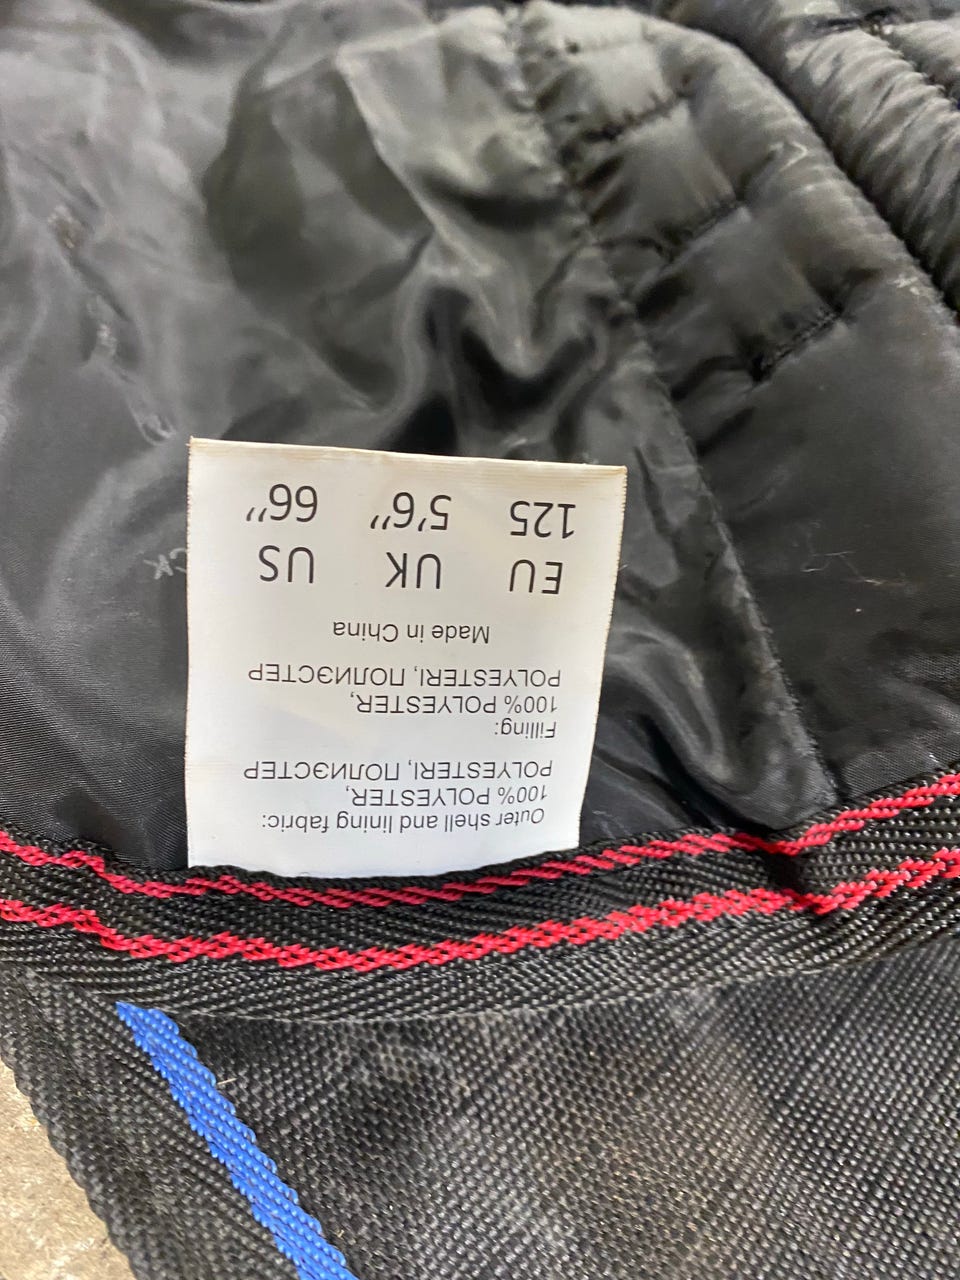 Outer shell and lining fabric:
100% POLYESTER,
POLYESTERI, ПОЛИЭСТЕР
Filling:
100% POLYESTER,
POLYESTERI, ПОЛИЭСТЕР
Made in China
EU UK US
125 5'6'' 66''